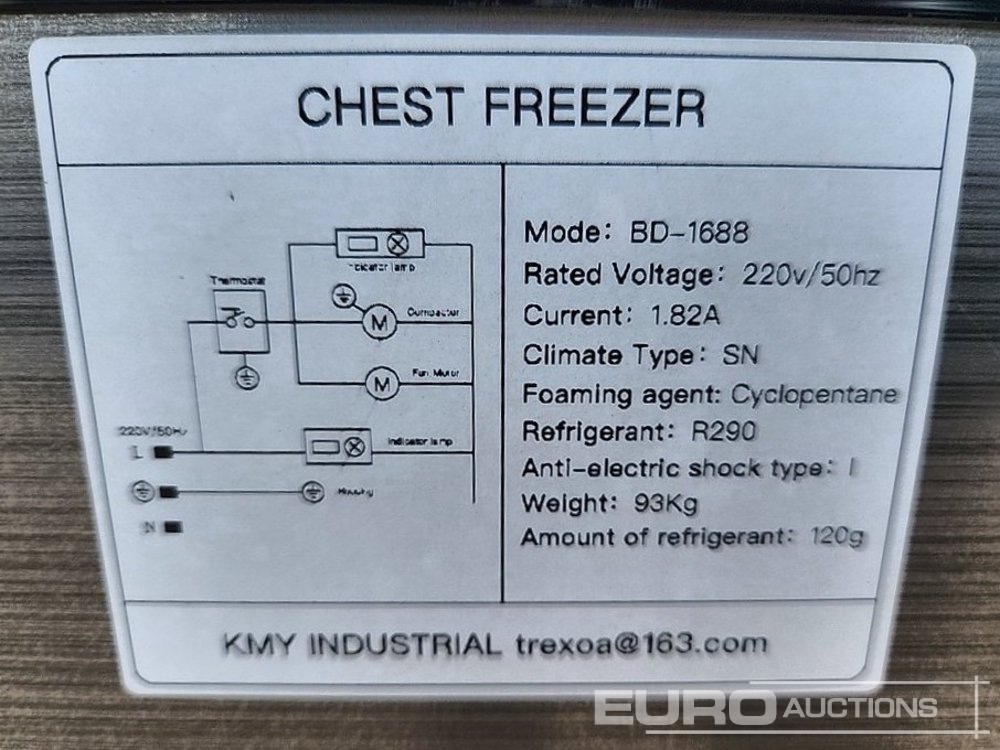 CHEST FREEZER
Indicator lamp
Thermostat
Fan Motor
220V/50Hz
L
Indicator lamp
Housing
N
Mode: BD-1688
Rated Voltage: 220v/50hz
Current: 1.82A
Climate Type: SN
Foaming agent: Cyclopentane
Refrigerant: R290
Anti-electric shock type: I
Weight: 93Kg
Amount of refrigerant: 120g
M
M
KMY INDUSTRIAL trexoa@163.com
EURO AUCTIONS